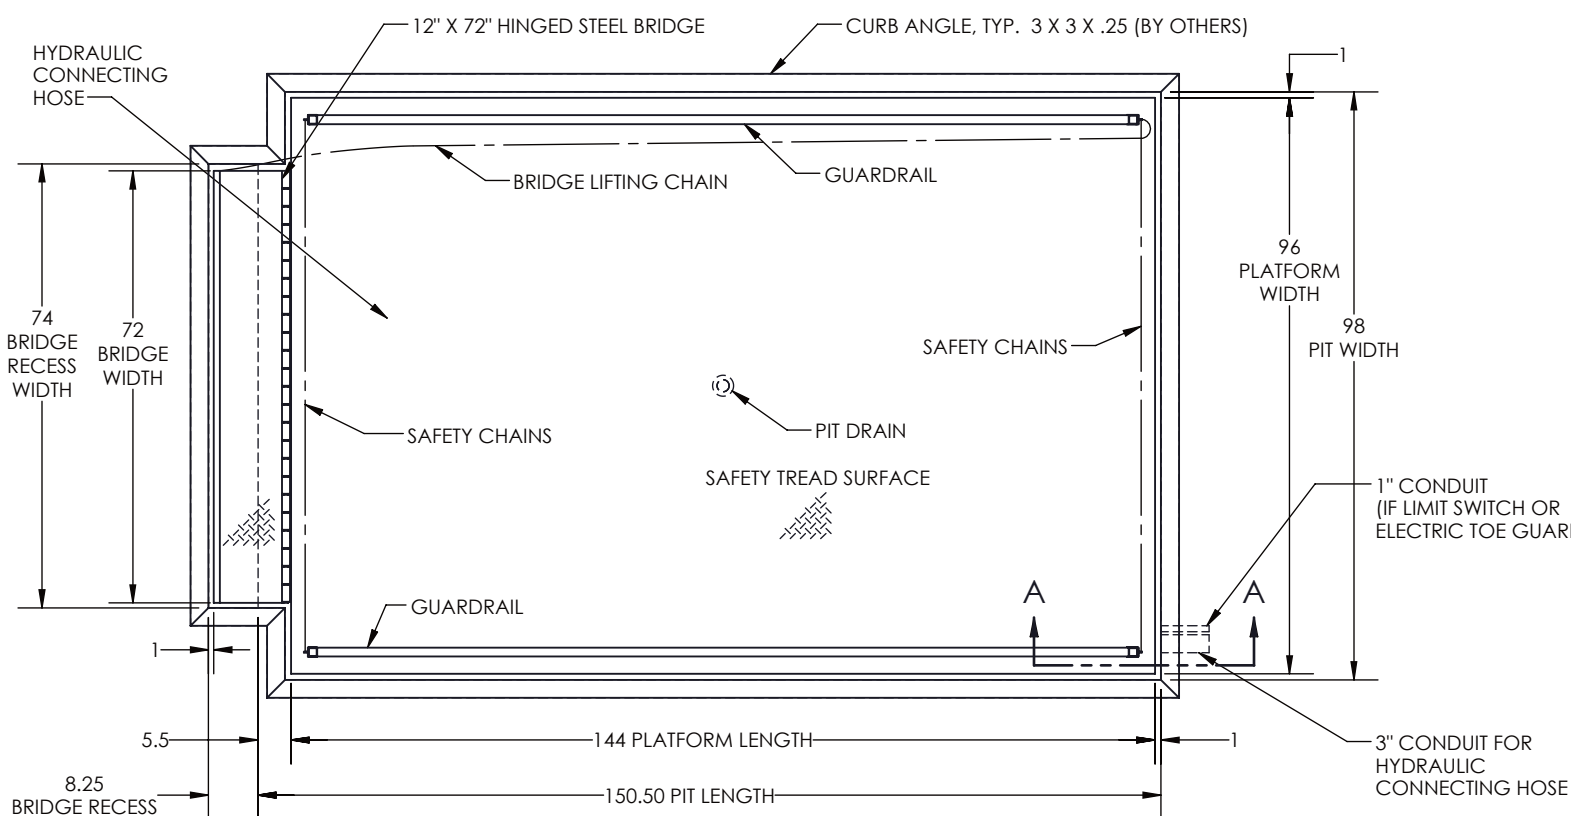 12" X 72" HINGED STEEL BRIDGE
CURB ANGLE, TYP.  3 X 3 X .25 (BY OTHERS)
HYDRAULIC
CONNECTING
HOSE
1
BRIDGE LIFTING CHAIN
GUARDRAIL
96
PLATFORM
WIDTH
74
BRIDGE
RECESS
WIDTH
72
BRIDGE
WIDTH
SAFETY CHAINS
98
PIT WIDTH
SAFETY CHAINS
PIT DRAIN
SAFETY TREAD SURFACE
1" CONDUIT
(IF LIMIT SWITCH OR
ELECTRIC TOE GUAR
A
A
GUARDRAIL
1
5.5
144 PLATFORM LENGTH
1
3" CONDUIT FOR
HYDRAULIC
CONNECTING HOSE
8.25
BRIDGE RECESS
150.50 PIT LENGTH